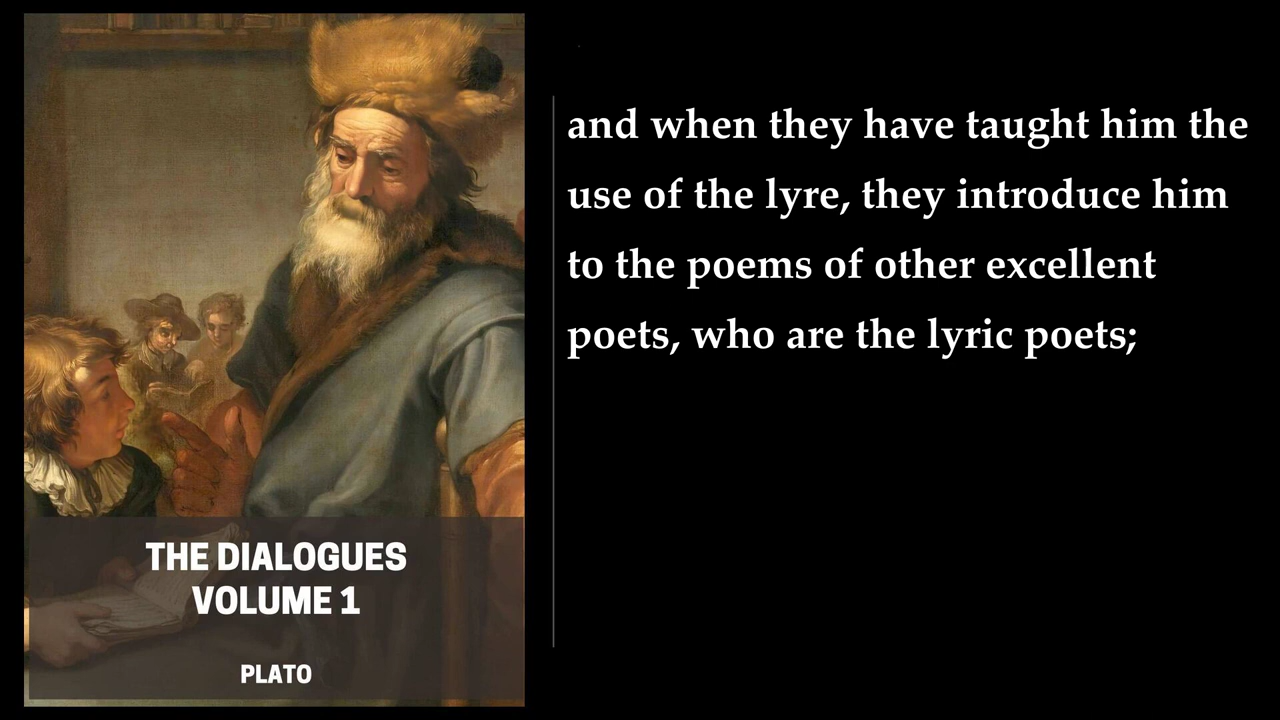 and when they have taught him the
use of the lyre, they introduce him
to the poems of other excellent
poets, who are the lyric poets;
THE DIALOGUES
VOLUME 1
PLATO